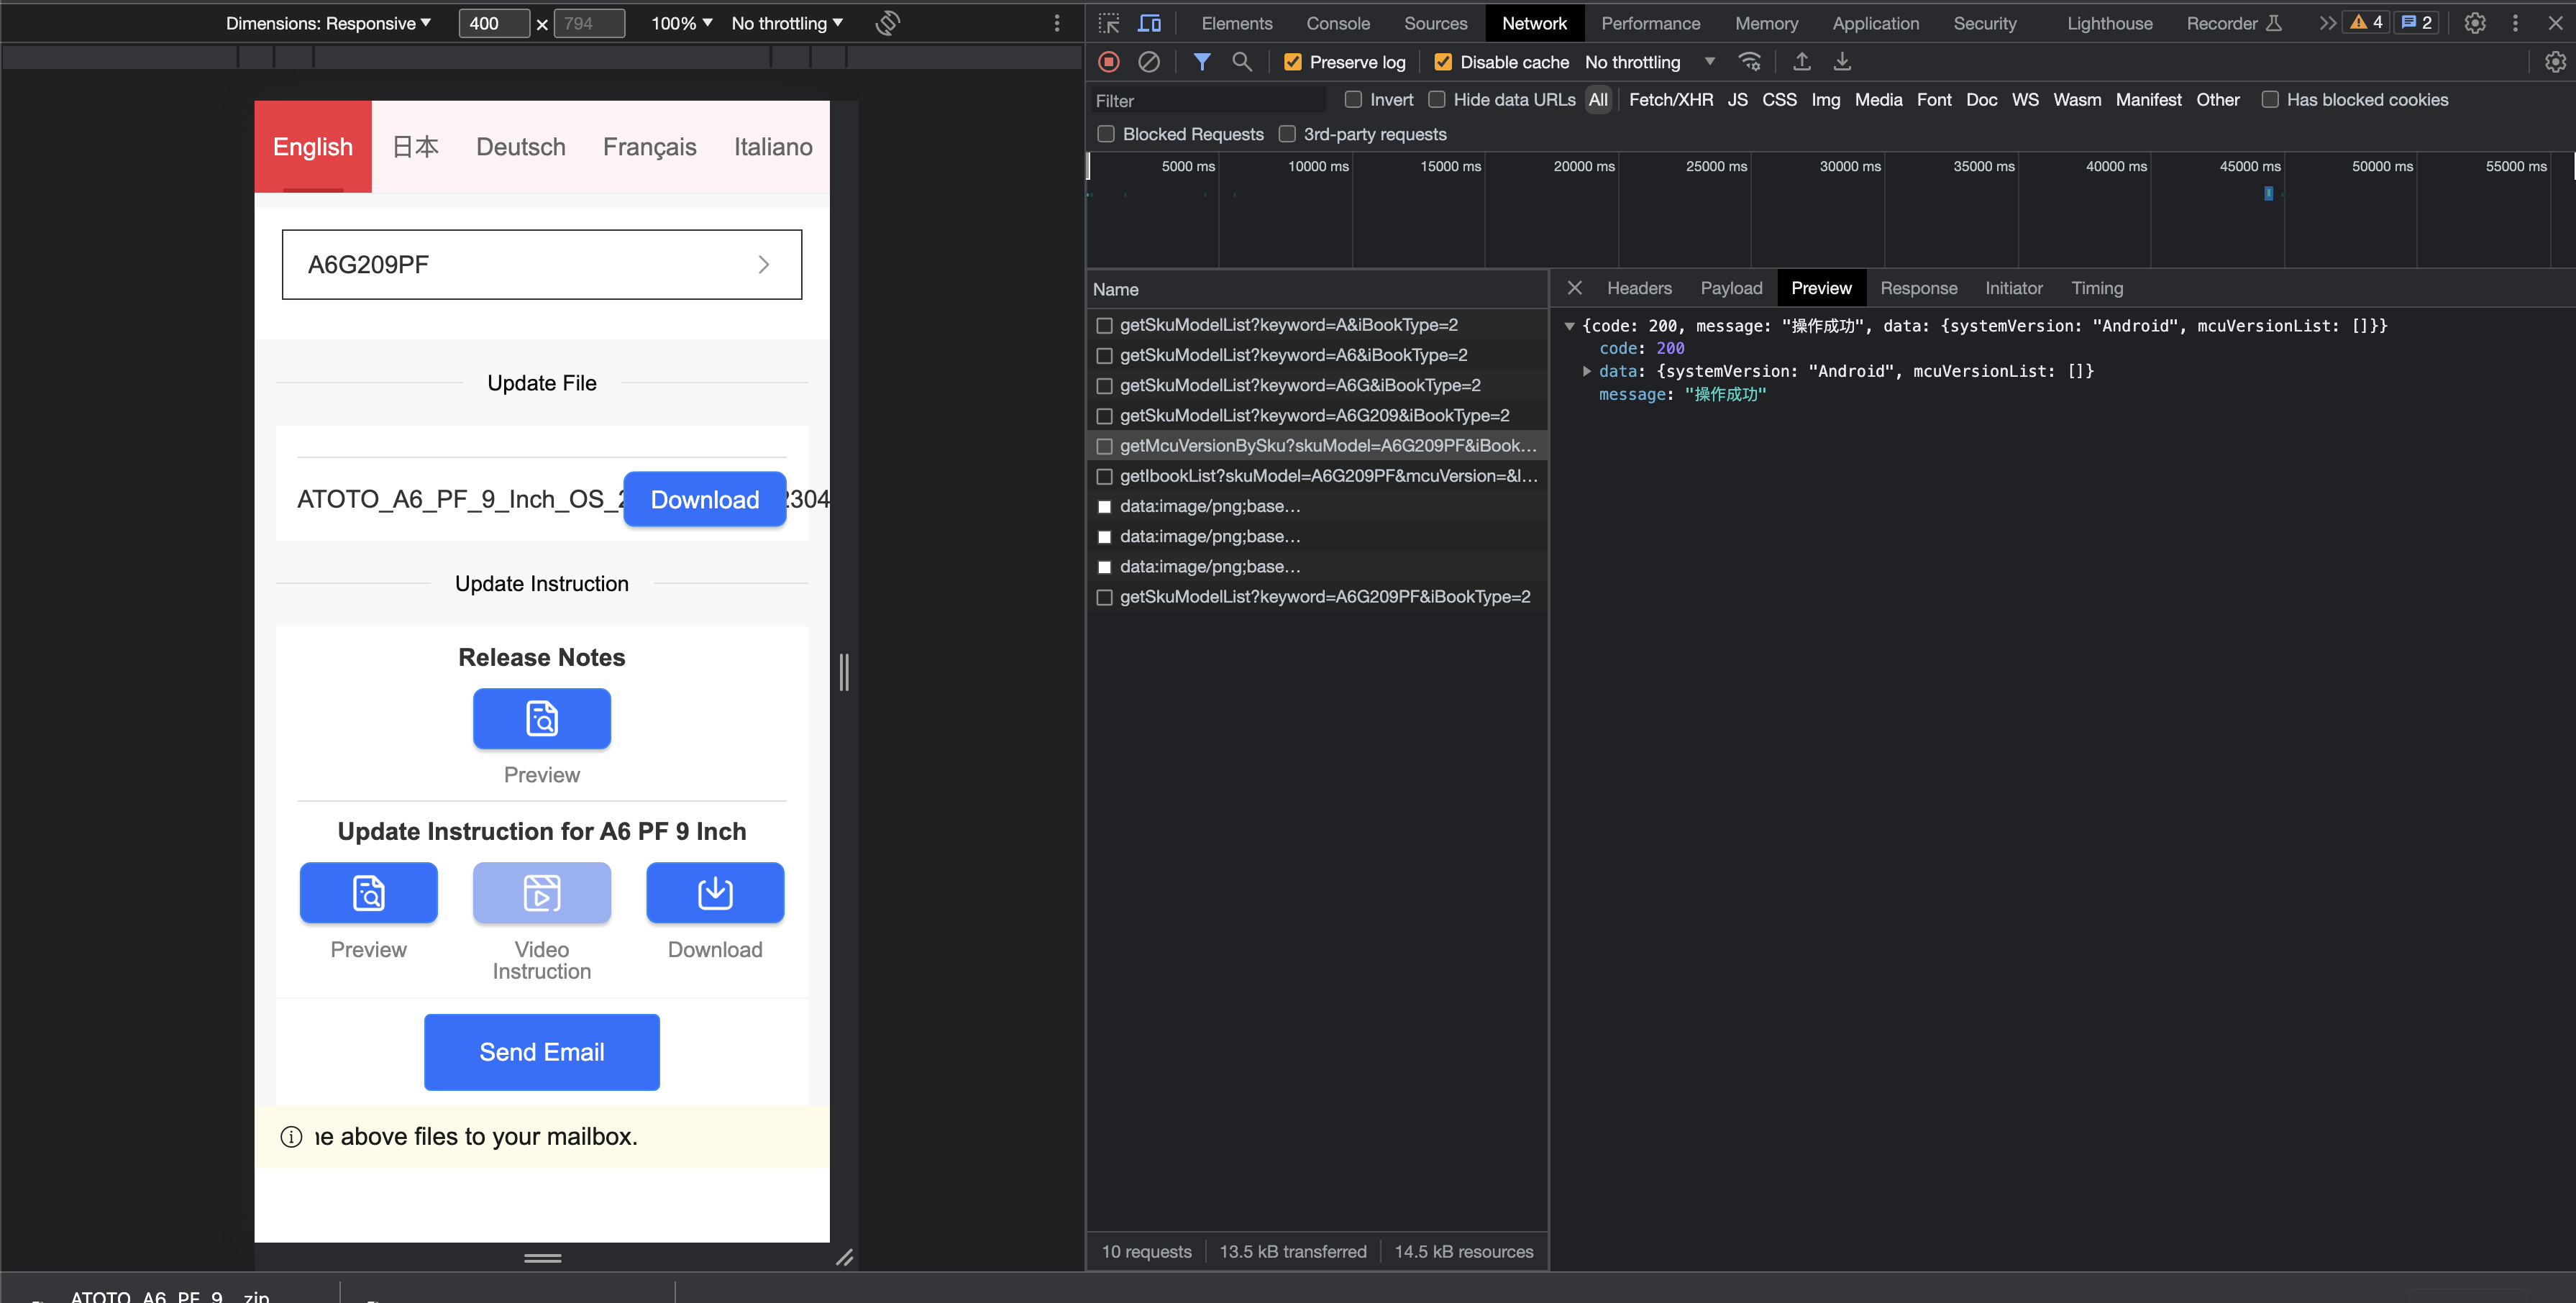 Dimensions: Responsive
400 × 794
100%
No throttling
English
日本
Deutsch
Français
Italiano
A6G209PF
Update File
ATOTO_A6_PF_9_Inch_OS_2
Download
2304
Update Instruction
Release Notes
Preview
Update Instruction for A6 PF 9 Inch
Preview
Video
Instruction
Download
Send Email
he above files to your mailbox.
ATOTO_A6_PF_9....zip
Elements
Console
Sources
Network
Performance
Memory
Application
Security
Lighthouse
Recorder
4
2
Preserve log
Disable cache
No throttling
Filter
Invert
Hide data URLs
All
Fetch/XHR
JS
CSS
Img
Media
Font
Doc
WS
Wasm
Manifest
Other
Has blocked cookies
Blocked Requests
3rd-party requests
5000 ms
10000 ms
15000 ms
20000 ms
25000 ms
30000 ms
35000 ms
40000 ms
45000 ms
50000 ms
55000 ms
Name
getSkuModelList?keyword=A&iBookType=2
getSkuModelList?keyword=A6&iBookType=2
getSkuModelList?keyword=A6G&iBookType=2
getSkuModelList?keyword=A6G209&iBookType=2
getMcuVersionBySku?skuModel=A6G209PF&iBook…
getIbookList?skuModel=A6G209PF&mcuVersion=&l…
data:image/png;base…
data:image/png;base…
data:image/png;base…
getSkuModelList?keyword=A6G209PF&iBookType=2
10 requests
13.5 kB transferred
14.5 kB resources
Headers
Payload
Preview
Response
Initiator
Timing
{code: 200, message: "操作成功", data: {systemVersion: "Android", mcuVersionList: []}}
code: 200
data: {systemVersion: "Android", mcuVersionList: []}
message: "操作成功"